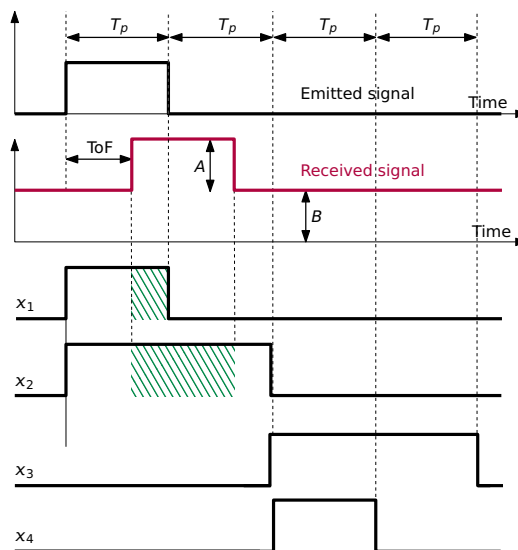 Tₚ Tₚ Tₚ Tₚ
Emitted signal
Time
ToF
A
Received signal
B
Time
x₁
x₂
x₃
x₄